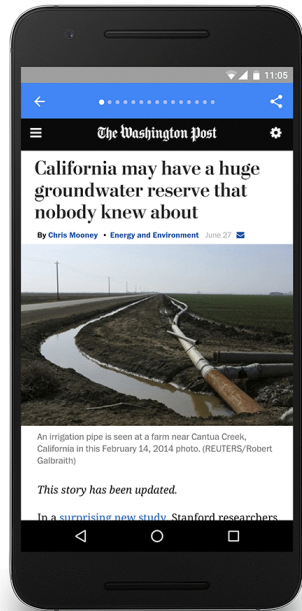 11:05
The Washington Post
California may have a huge
groundwater reserve that
nobody knew about
By Chris Mooney • Energy and Environment June 27
An irrigation pipe is seen at a farm near Cantua Creek,
California in this February 14, 2014 photo. (REUTERS/Robert
Galbraith)
This story has been updated.
In a surprising new study, Stanford researchers